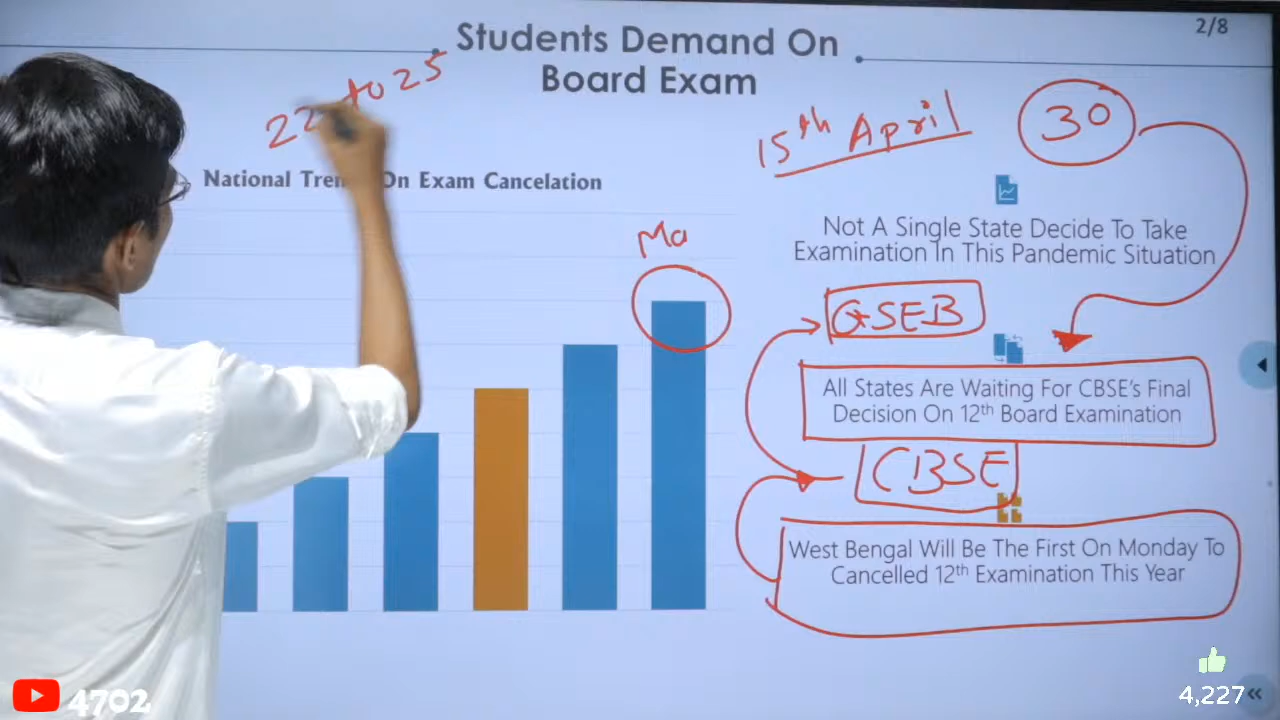 2/8
Students Demand On
Board Exam
22 to 25
15th April
30
National Trend On Exam Cancelation
Ma
Not A Single State Decide To Take
Examination In This Pandemic Situation
GSEB
All States Are Waiting For CBSE's Final
Decision On 12th Board Examination
CBSE
West Bengal Will Be The First On Monday To
Cancelled 12th Examination This Year
4702
4,227